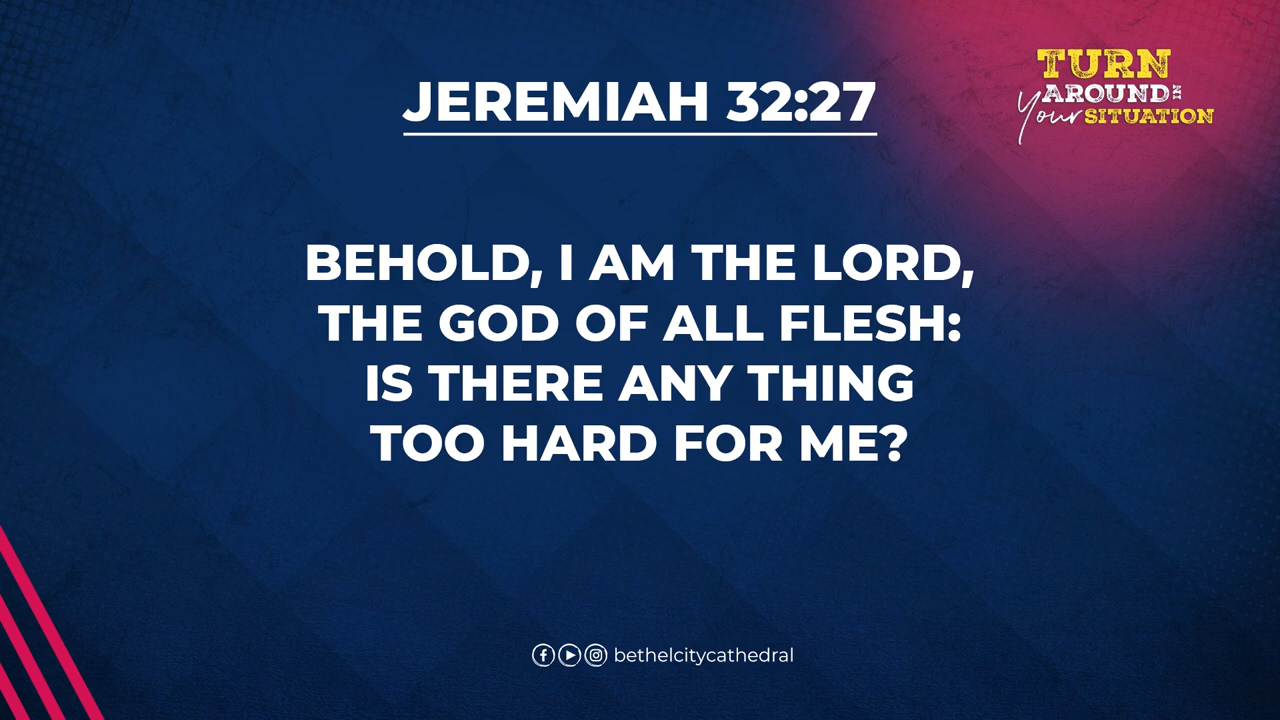 JEREMIAH 32:27
TURN
AROUND IN
Your SITUATION
BEHOLD, I AM THE LORD,
THE GOD OF ALL FLESH:
IS THERE ANY THING
TOO HARD FOR ME?
bethelcitycathedral